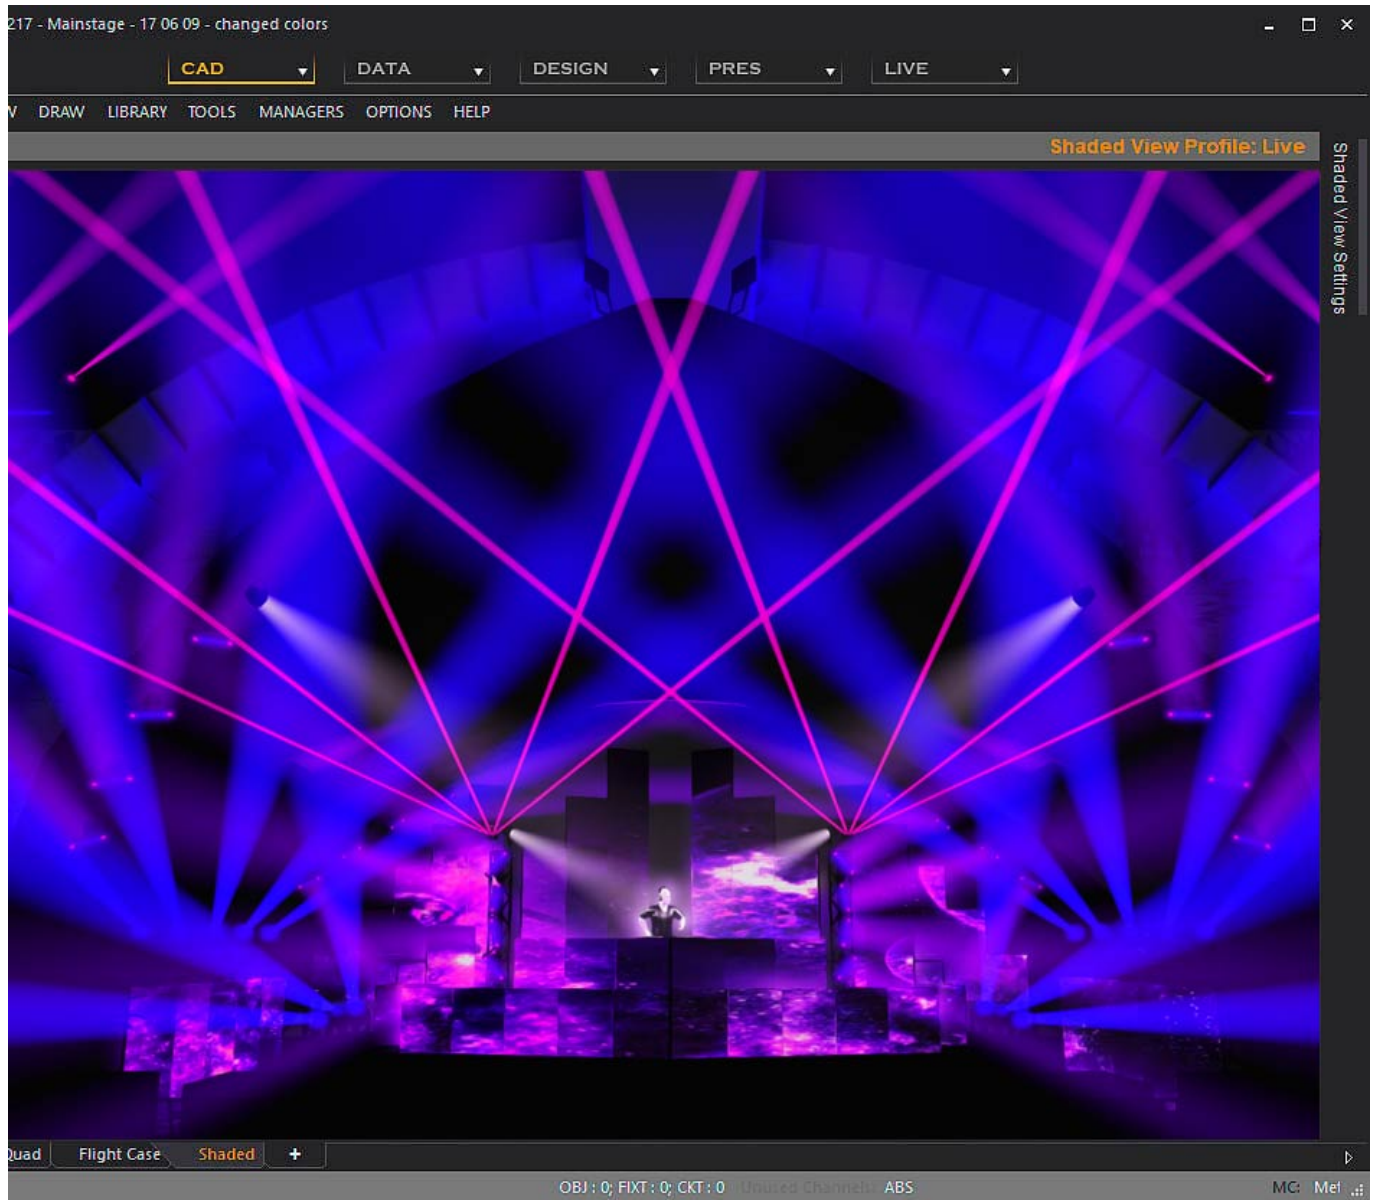 217 - Mainstage - 17 06 09 - changed colors
CAD DATA DESIGN PRES LIVE
DRAW LIBRARY TOOLS MANAGERS OPTIONS HELP
Shaded View Profile: Live
Shaded View Settings
Quad Flight Case Shaded +
OBJ : 0; FIXT : 0; CKT : 0 Unused Channels: ABS MC: Met